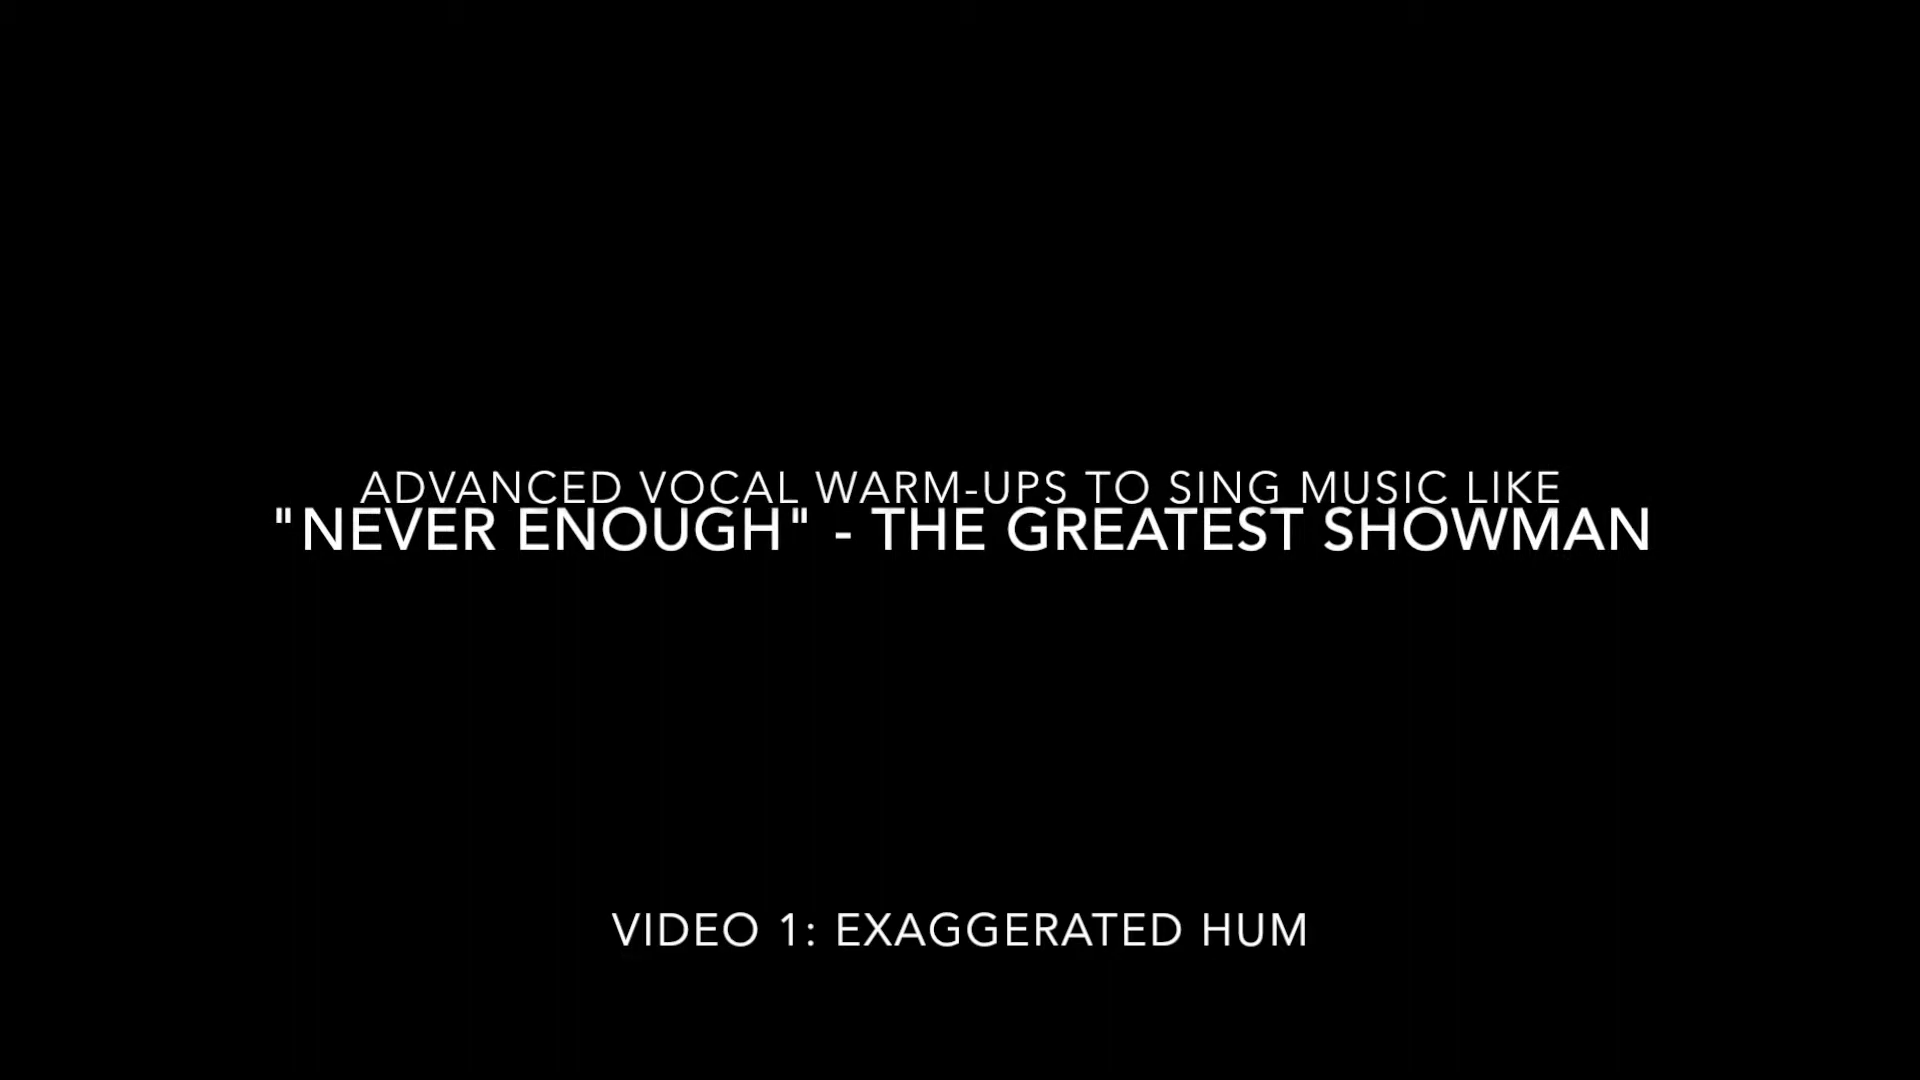 ADVANCED VOCAL WARM-UPS TO SING MUSIC LIKE
"NEVER ENOUGH" - THE GREATEST SHOWMAN
VIDEO 1: EXAGGERATED HUM